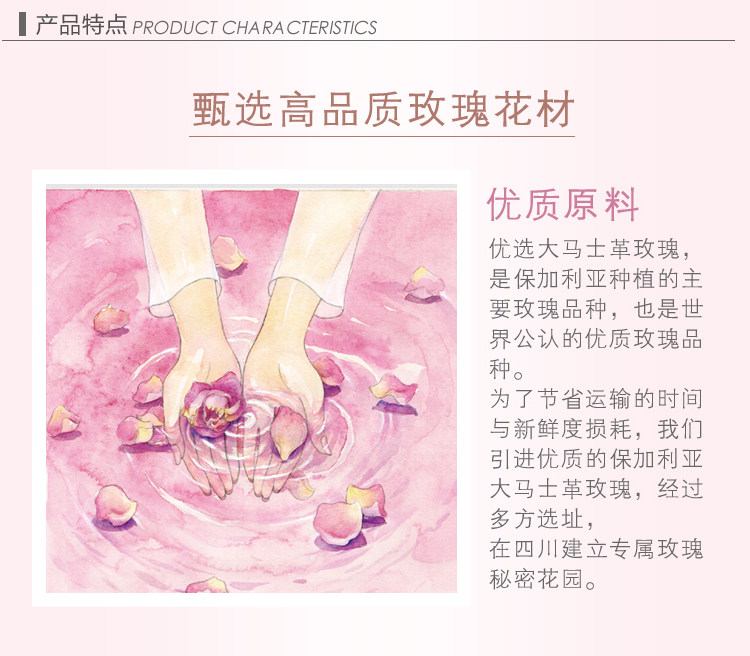 产品特点 PRODUCT CHARACTERISTICS
甄选高品质玫瑰花材
优质原料
优选大马士革玫瑰，
是保加利亚种植的主
要玫瑰品种，也是世
界公认的优质玫瑰品
种。
为了节省运输的时间
与新鲜度损耗，我们
引进优质的保加利亚
大马士革玫瑰，经过
多方选址，
在四川建立专属玫瑰
秘密花园。